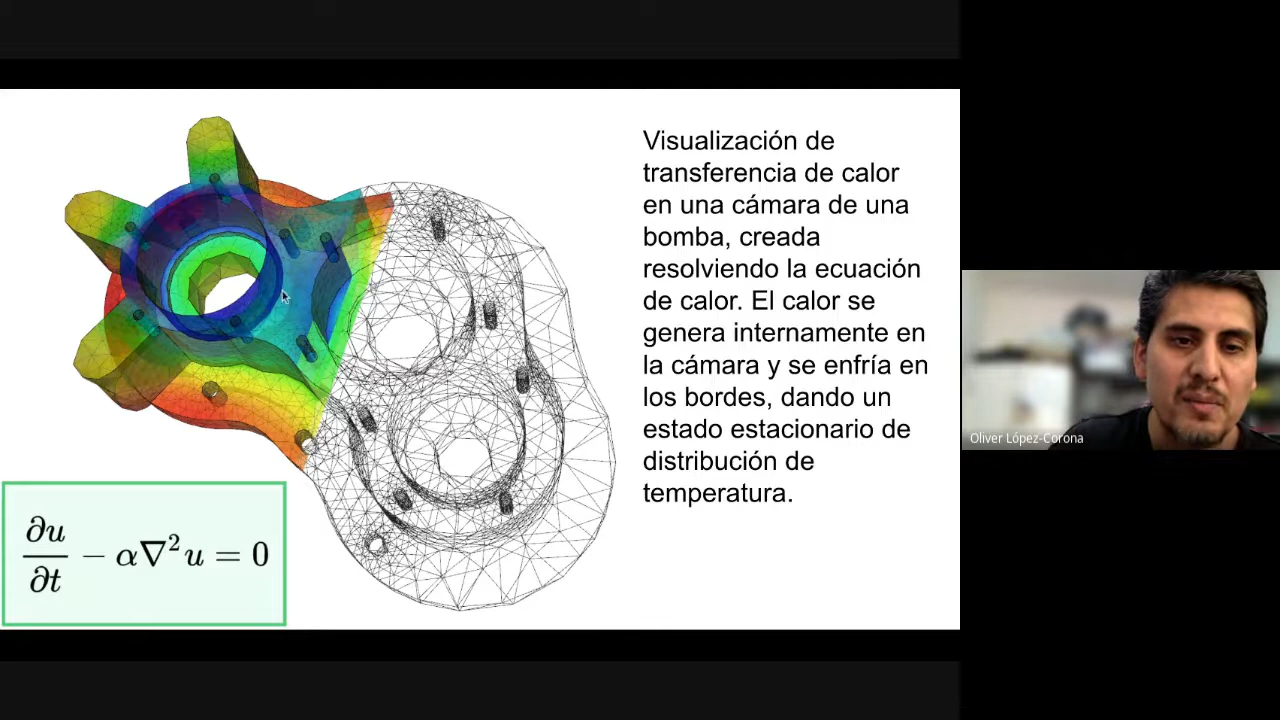 Visualización de
transferencia de calor
en una cámara de una
bomba, creada
resolviendo la ecuación
de calor. El calor se
genera internamente en
la cámara y se enfría en
los bordes, dando un
estado estacionario de
distribución de
temperatura.
∂u/∂t − α∇²u = 0
Oliver López-Corona